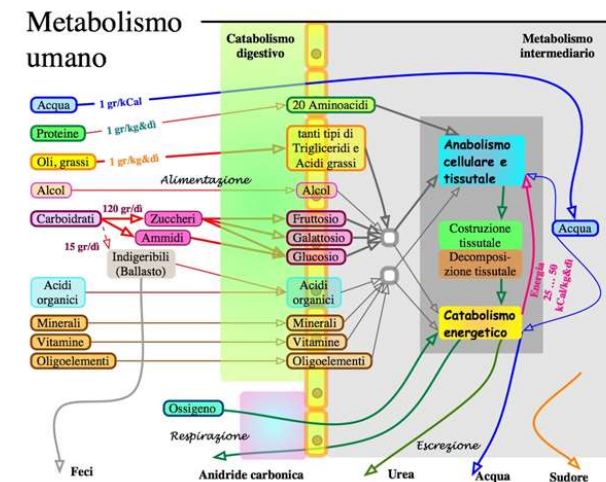 Metabolismo
umano
Catabolismo
digestivo
Metabolismo
intermediario
Acqua
1 gr/kCal
20 Aminoacidi
Proteine
1 gr/kg&dì
tanti tipi di
Trigliceridi e
Acidi grassi
Anabolismo
cellulare e
tissutale
Oli, grassi
1 gr/kg&dì
Alimentazione
Alcol
Alcol
Carboidrati
120 gr/dì
Zuccheri
Fruttosio
Acqua
15 gr/dì
Ammidi
Galattosio
Costruzione
tissutale
Indigeribili
(Ballasto)
Glucosio
Decomposi-
zione tissutale
Energia
25 ... 50
kCal/kg&dì
Acidi
organici
Acidi
organici
Minerali
Minerali
Catabolismo
energetico
Vitamine
Vitamine
Oligoelementi
Oligoelementi
Ossigeno
Respirazione
Escrezione
Feci
Anidride carbonica
Urea
Acqua
Sudore